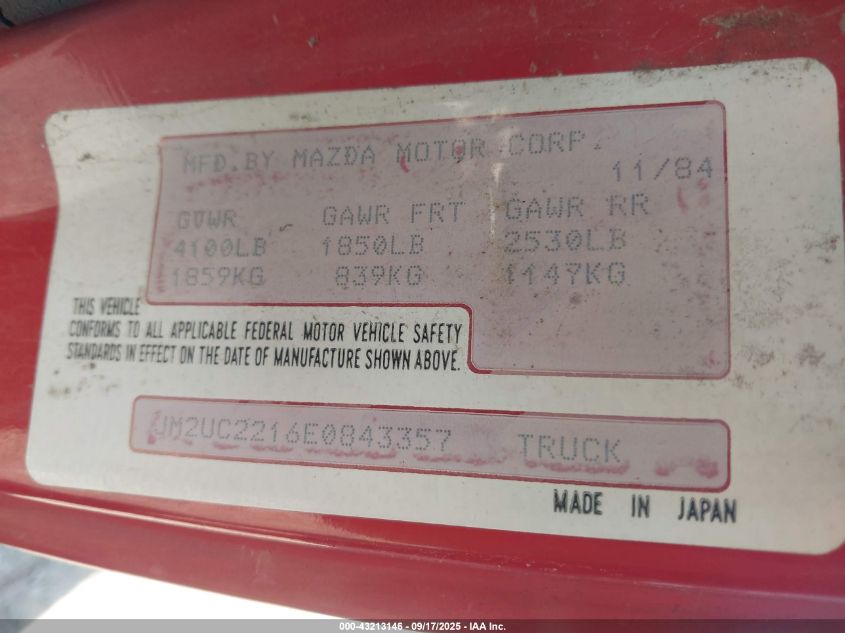 MFD.BY MAZDA MOTOR CORP.
11/84
GVWR GAWR FRT GAWR RR
4100LB 1850LB 2530LB
1859KG 839KG 1147KG
THIS VEHICLE
CONFORMS TO ALL APPLICABLE FEDERAL MOTOR VEHICLE SAFETY
STANDARDS IN EFFECT ON THE DATE OF MANUFACTURE SHOWN ABOVE.
JM2UC2216E0843357 TRUCK
MADE IN JAPAN
000-43213146 - 09/17/2025 - IAA Inc.